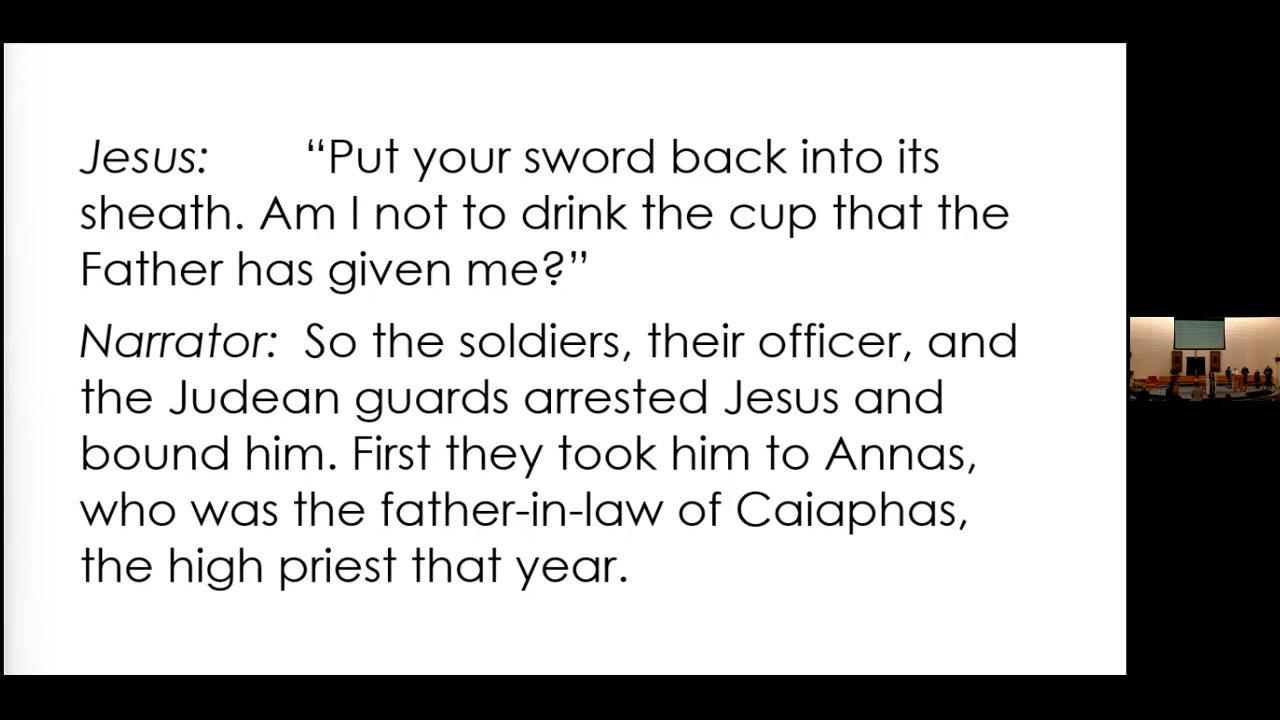 Jesus: “Put your sword back into its
sheath. Am I not to drink the cup that the
Father has given me?”
Narrator: So the soldiers, their officer, and
the Judean guards arrested Jesus and
bound him. First they took him to Annas,
who was the father-in-law of Caiaphas,
the high priest that year.